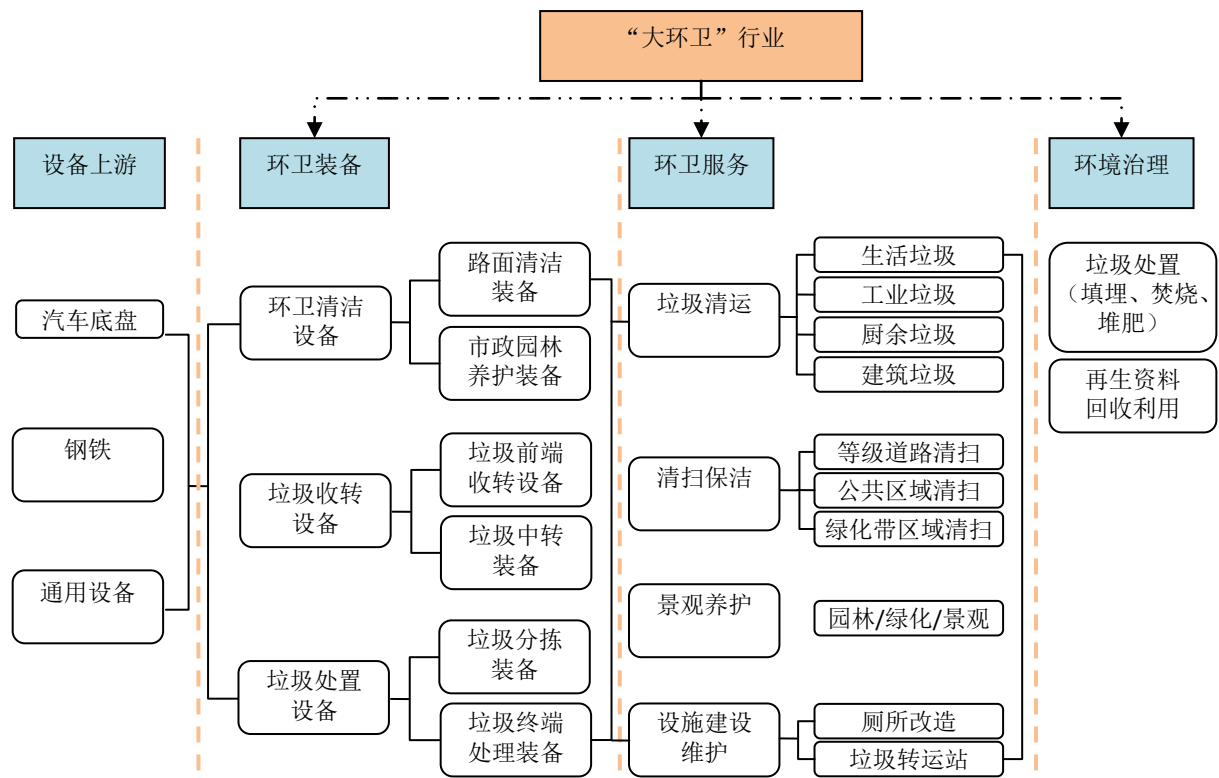 “大环卫”行业
设备上游
环卫装备
环卫服务
环境治理
汽车底盘
钢铁
通用设备
环卫清洁
设备
垃圾收转
设备
垃圾处置
设备
路面清洁
装备
市政园林
养护装备
垃圾前端
收转设备
垃圾中转
装备
垃圾分拣
装备
垃圾终端
处理装备
垃圾清运
清扫保洁
景观养护
设施建设
维护
生活垃圾
工业垃圾
厨余垃圾
建筑垃圾
等级道路清扫
公共区域清扫
绿化带区域清扫
园林/绿化/景观
厕所改造
垃圾转运站
垃圾处置
（填埋、焚烧、
堆肥）
再生资料
回收利用